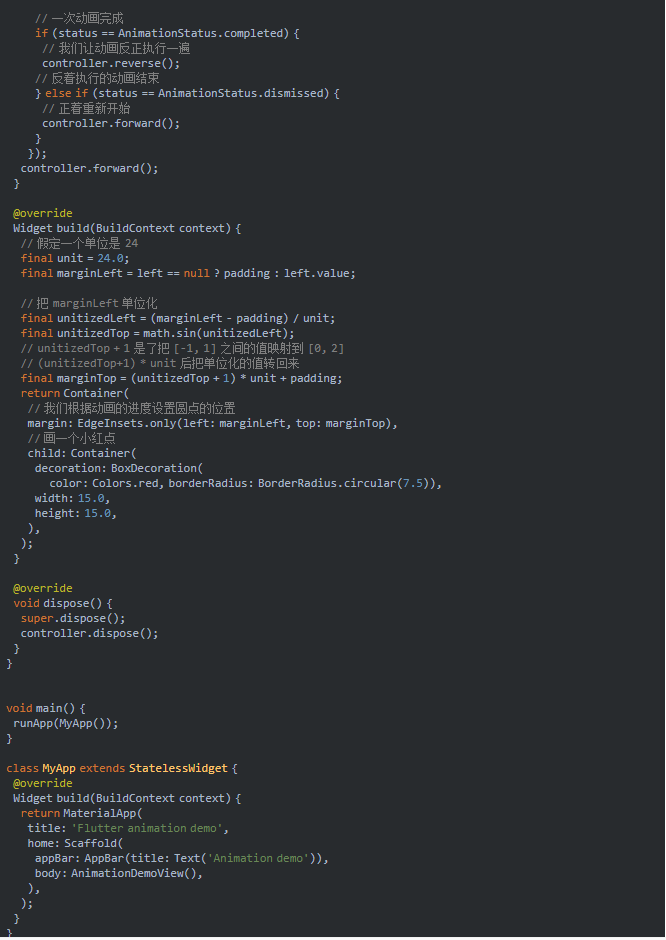 // 一次动画完成
if (status == AnimationStatus.completed) {
// 我们让动画反正执行一遍
controller.reverse();
// 反着执行的动画结束
} else if (status == AnimationStatus.dismissed) {
// 正着重新开始
controller.forward();
}
});
controller.forward();
}
@override
Widget build(BuildContext context) {
// 假定一个单位是 24
final unit = 24.0;
final marginLeft = left == null ? padding : left.value;
// 把 marginLeft 单位化
final unitizedLeft = (marginLeft - padding) / unit;
final unitizedTop = math.sin(unitizedLeft);
// unitizedTop + 1 是了把 [-1, 1] 之间的值映射到 [0, 2]
// (unitizedTop+1) * unit 后把单位化的值转回来
final marginTop = (unitizedTop + 1) * unit + padding;
return Container(
// 我们根据动画的进度设置圆点的位置
margin: EdgeInsets.only(left: marginLeft, top: marginTop),
// 画一个小红点
child: Container(
decoration: BoxDecoration(
color: Colors.red, borderRadius: BorderRadius.circular(7.5)),
width: 15.0,
height: 15.0,
),
);
}
@override
void dispose() {
super.dispose();
controller.dispose();
}
}
void main() {
runApp(MyApp());
}
class MyApp extends StatelessWidget {
@override
Widget build(BuildContext context) {
return MaterialApp(
title: 'Flutter animation demo',
home: Scaffold(
appBar: AppBar(title: Text('Animation demo')),
body: AnimationDemoView(),
),
);
}
}